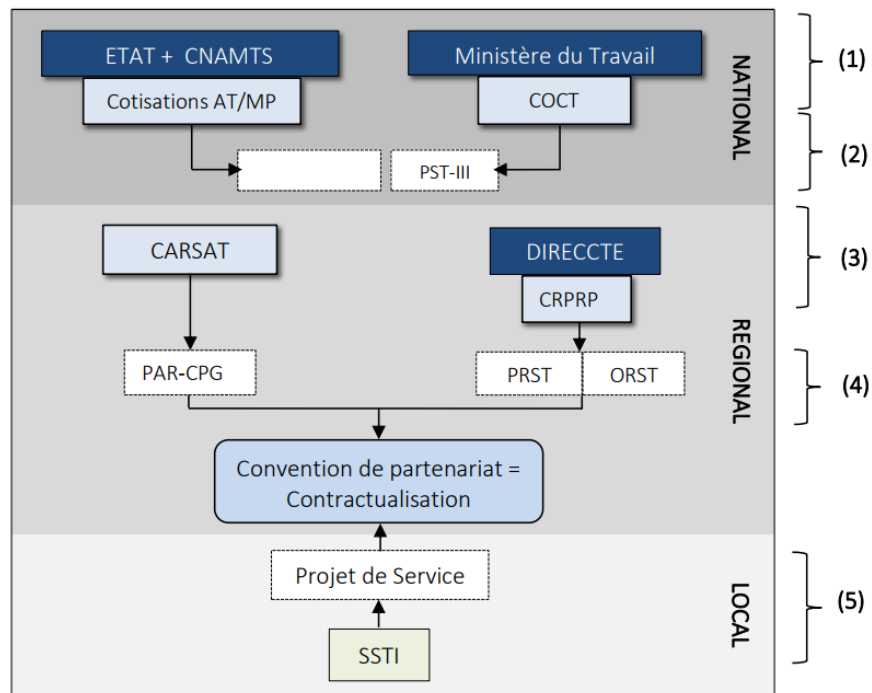 ETAT + CNAMTS
Ministère du Travail
Cotisations AT/MP
COCT
PST-III
NATIONAL
(1)
(2)
CARSAT
DIRECCTE
CRPRP
PAR-CPG
PRST
ORST
Convention de partenariat =
Contractualisation
REGIONAL
(3)
(4)
Projet de Service
SSTI
LOCAL
(5)